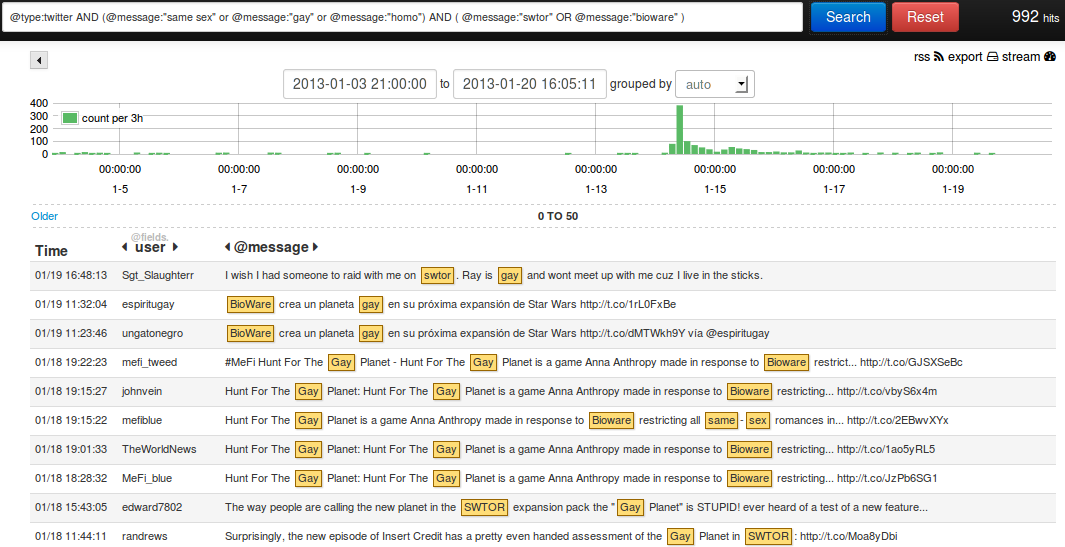 @type:twitter AND (@message:"same sex" or @message:"gay" or @message:"homo") AND ( @message:"swtor" OR @message:"bioware" ) Search Reset 992 hits
rss export stream
2013-01-03 21:00:00 to 2013-01-20 16:05:11 grouped by auto
400
300
200
100
0
count per 3h
00:00:00 00:00:00 00:00:00 00:00:00 00:00:00 00:00:00 00:00:00 00:00:00
1-5 1-7 1-9 1-11 1-13 1-15 1-17 1-19
Older 0 TO 50
@fields.
Time user @message
01/19 16:48:13 Sgt_Slaughterr I wish I had someone to raid with me on swtor . Ray is gay and wont meet up with me cuz I live in the sticks.
01/19 11:32:04 espiritugay BioWare crea un planeta gay en su próxima expansión de Star Wars http://t.co/1rL0FxBe
01/19 11:23:46 ungatonegro BioWare crea un planeta gay en su próxima expansión de Star Wars http://t.co/dMTWkh9Y vía @espiritugay
01/18 19:22:23 mefi_tweed #MeFi Hunt For The Gay Planet - Hunt For The Gay Planet is a game Anna Anthropy made in response to Bioware restrict... http://t.co/GJSXSeBc
01/18 19:15:27 johnvein Hunt For The Gay Planet: Hunt For The Gay Planet is a game Anna Anthropy made in response to Bioware restricting... http://t.co/vbyS6x4m
01/18 19:15:22 mefiblue Hunt For The Gay Planet is a game Anna Anthropy made in response to Bioware restricting all same - sex romances in... http://t.co/2EBwvXYx
01/18 19:01:33 TheWorldNews Hunt For The Gay Planet: Hunt For The Gay Planet is a game Anna Anthropy made in response to Bioware restricting... http://t.co/1ao5yRL5
01/18 18:28:32 MeFi_blue Hunt For The Gay Planet: Hunt For The Gay Planet is a game Anna Anthropy made in response to Bioware restricting... http://t.co/JzPb6SG1
01/18 15:43:05 edward7802 The way people are calling the new planet in the SWTOR expansion pack the " Gay Planet" is STUPID! ever heard of a test of a new feature...
01/18 11:44:11 randrews Surprisingly, the new episode of Insert Credit has a pretty even handed assessment of the Gay Planet in SWTOR : http://t.co/Moa8yDbi